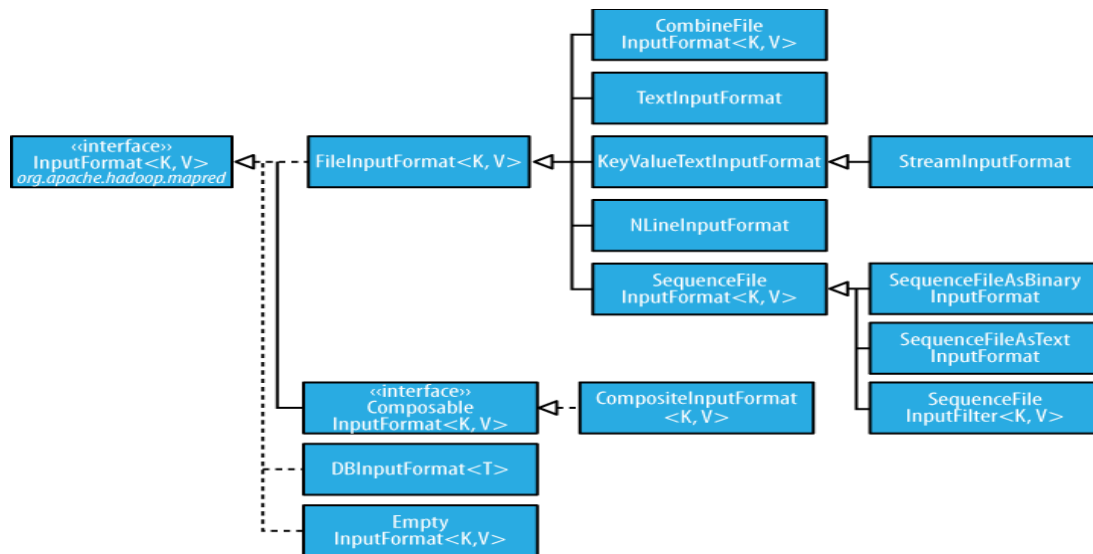 CombineFile
InputFormat<K, V>
TextInputFormat
‹‹interface››
InputFormat<K, V>
org.apache.hadoop.mapred
FileInputFormat<K, V>
KeyValueTextInputFormat
StreamInputFormat
NLineInputFormat
SequenceFile
InputFormat<K, V>
SequenceFileAsBinary
InputFormat
SequenceFileAsText
InputFormat
‹‹interface››
Composable
InputFormat<K, V>
CompositeInputFormat
<K, V>
SequenceFile
InputFilter<K, V>
DBInputFormat<T>
Empty
InputFormat<K,V>